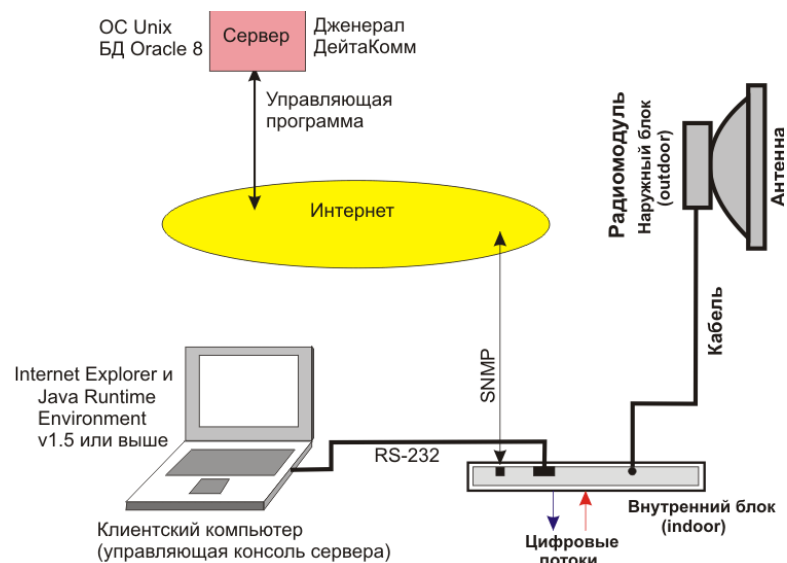 ОС Unix
БД Oracle 8
Сервер
Дженерал
ДейтаКомм
Управляющая
программа
Интернет
Радиомодуль
Наружный блок
(outdoor)
Антенна
Кабель
SNMP
Internet Explorer и
Java Runtime
Environment
v1.5 или выше
RS-232
Клиентский компьютер
(управляющая консоль сервера)
Внутренний блок
(indoor)
Цифровые
потоки